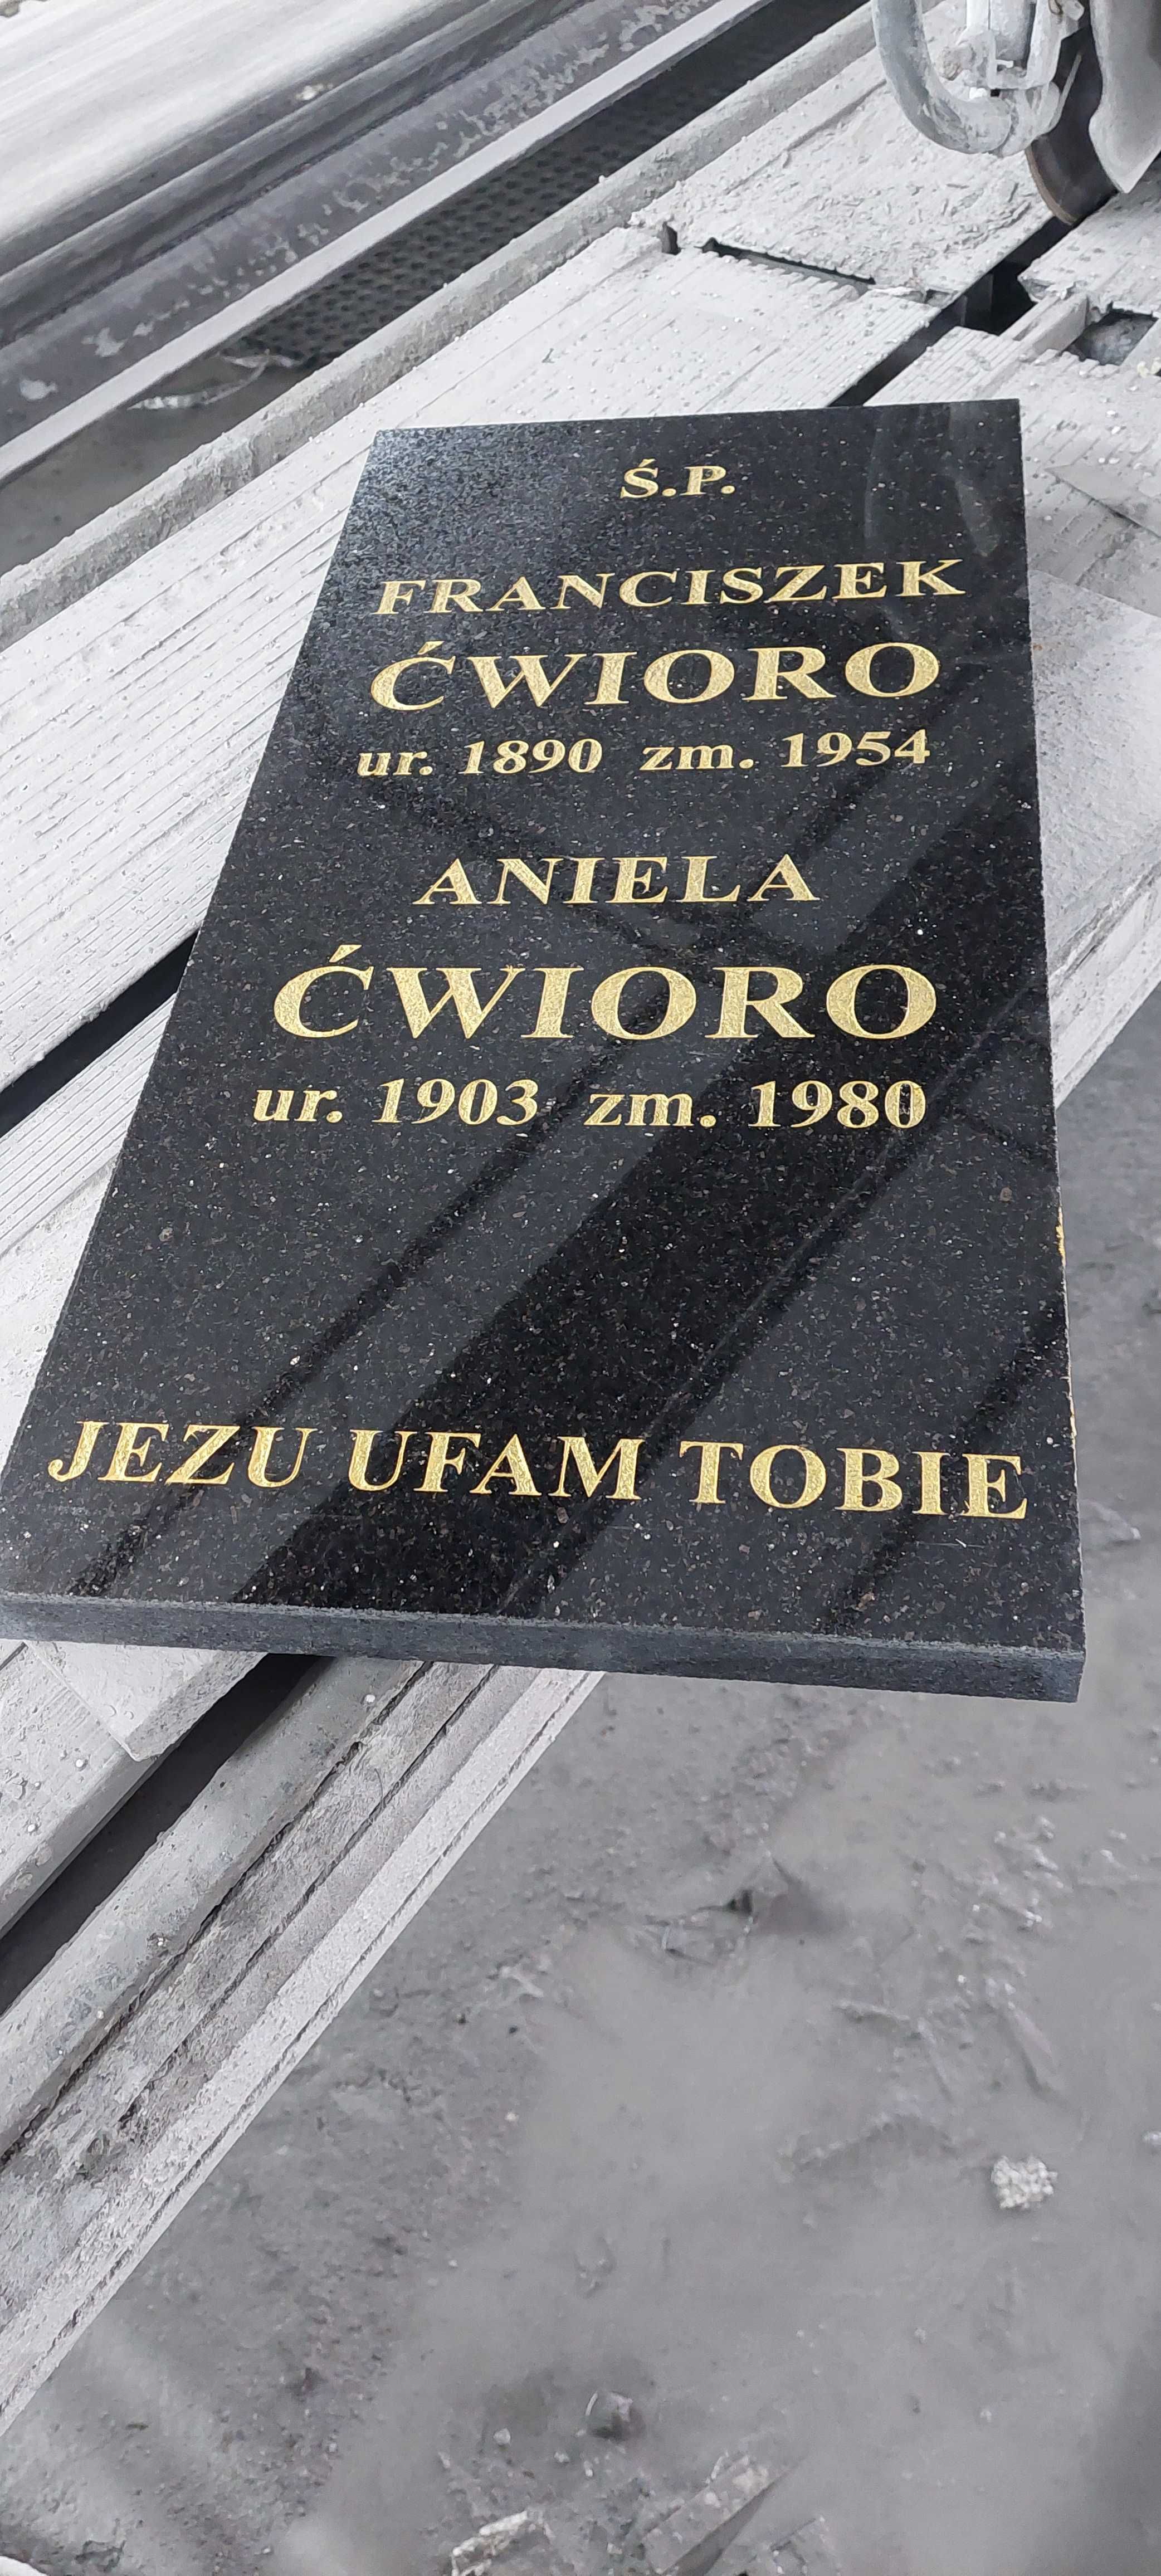 Ś.P.
FRANCISZEK
ĆWIORO
ur. 1890 zm. 1954
ANIELA
ĆWIORO
ur. 1903 zm. 1980
JEZU UFAM TOBIE